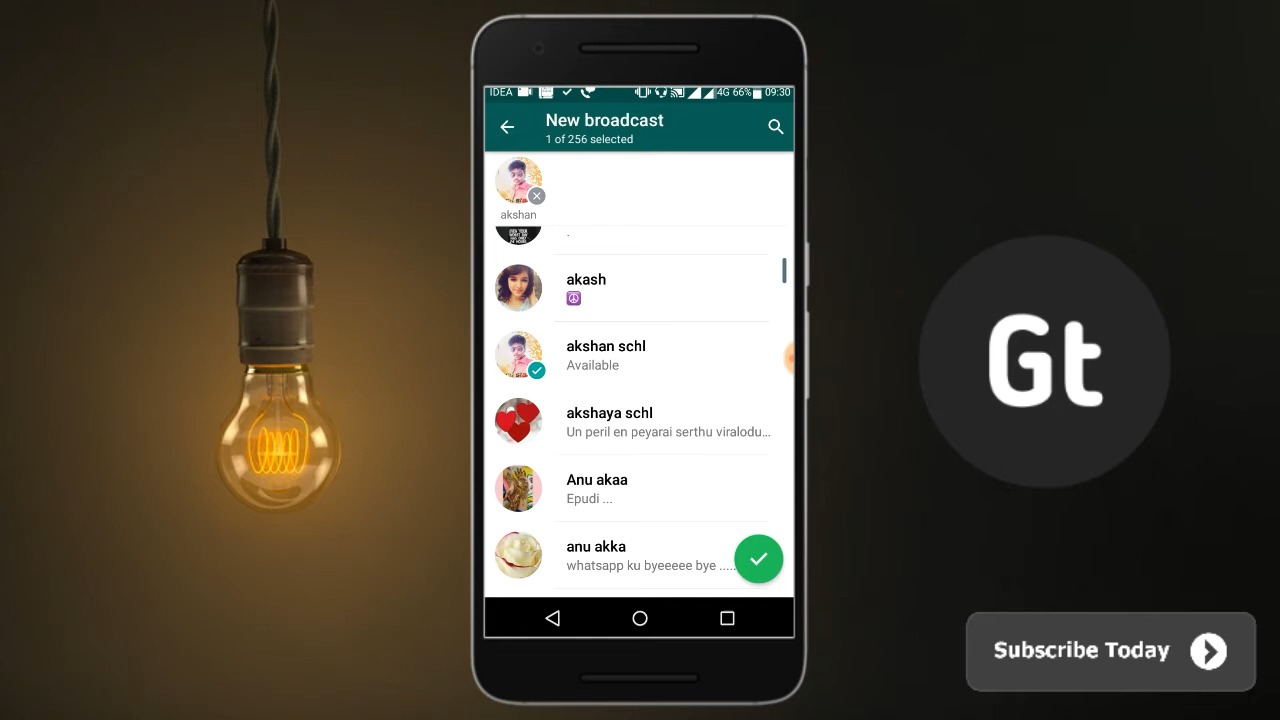 IDEA 4G 66% 09:30
New broadcast
1 of 256 selected
akshan
akash
akshan schl
Available
akshaya schl
Un peril en peyarai serthu viralodu...
Anu akaa
Epudi ...
anu akka
whatsapp ku byeeeee bye .....
Gt
Subscribe Today